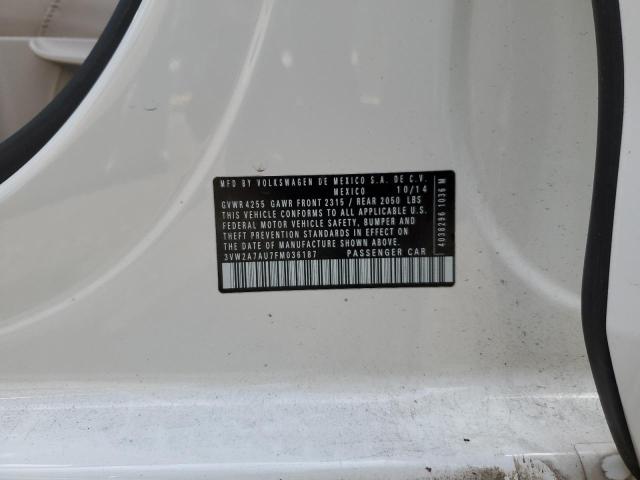 MFD BY VOLKSWAGEN DE MEXICO S.A. DE C.V.
MEXICO 10/14
GVWR 4255 GAWR FRONT 2315 / REAR 2050 LBS
THIS VEHICLE CONFORMS TO ALL APPLICABLE U.S.
FEDERAL MOTOR VEHICLE SAFETY, BUMPER AND
THEFT PREVENTION STANDARDS IN EFFECT ON
THE DATE OF MANUFACTURE SHOWN ABOVE.
3VW2A7AU7FM036187 PASSENGER CAR
4038296 1036 M